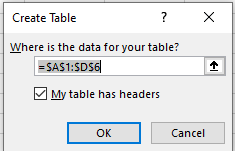 Create Table
?
×
Where is the data for your table?
=$A$1:$D$6
My table has headers
OK
Cancel